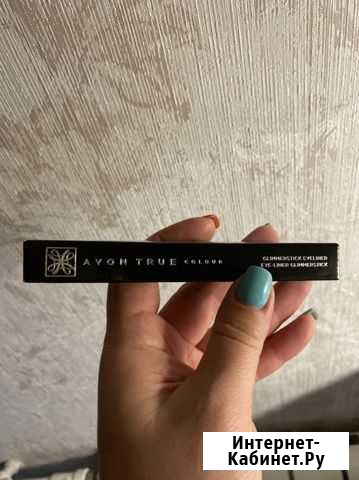 AVON TRUE COLOUR
GLIMMERSTICK EYELINER
EYE-LINER GLIMMERSTICK
Интернет-
Кабинет.Ру